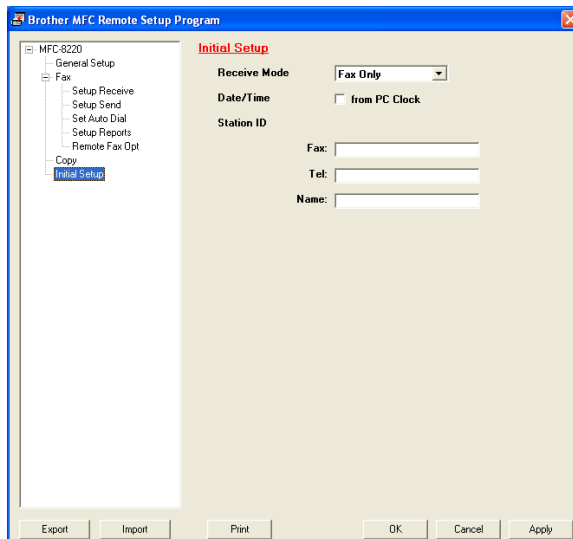 Brother MFC Remote Setup Program
MFC-8220
General Setup
Fax
Setup Receive
Setup Send
Set Auto Dial
Setup Reports
Remote Fax Opt
Copy
Initial Setup
Initial Setup
Receive Mode Fax Only
Date/Time from PC Clock
Station ID
Fax:
Tel:
Name:
Export Import Print OK Cancel Apply